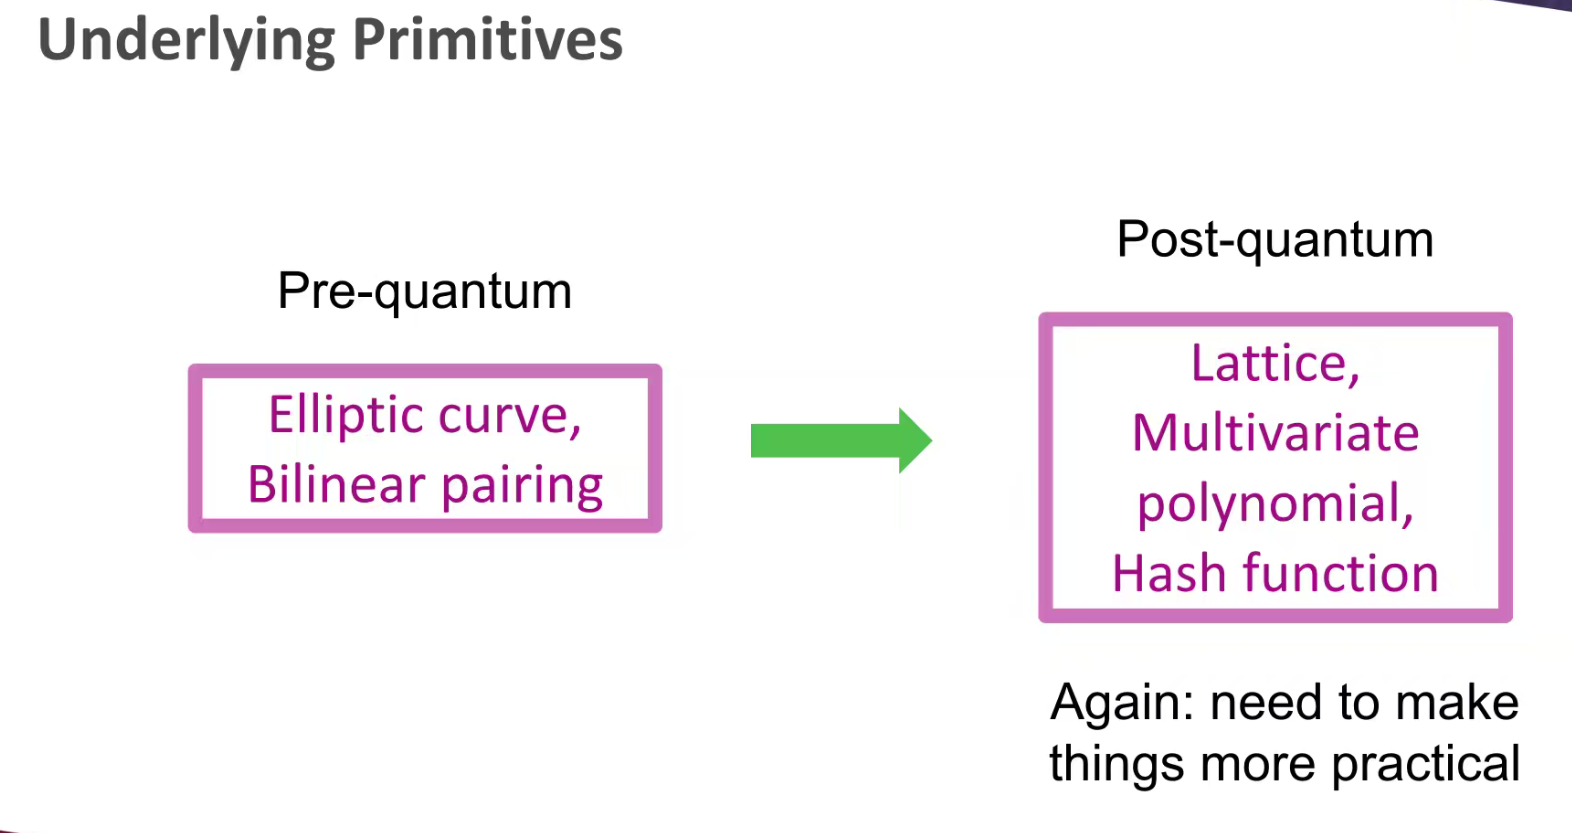 Underlying Primitives
Pre-quantum
Elliptic curve,
Bilinear pairing
Post-quantum
Lattice,
Multivariate
polynomial,
Hash function
Again: need to make
things more practical